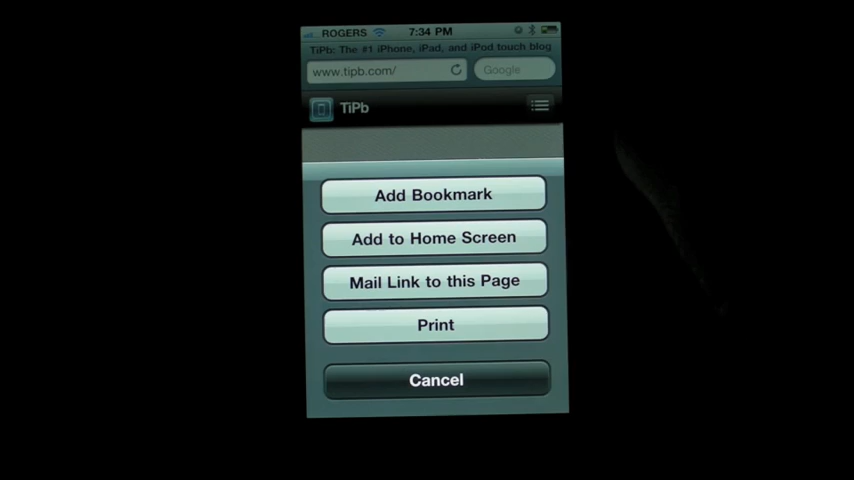 ROGERS 7:34 PM
TiPb: The #1 iPhone, iPad, and iPod touch blog
www.tipb.com/ Google
TiPb
Add Bookmark
Add to Home Screen
Mail Link to this Page
Print
Cancel